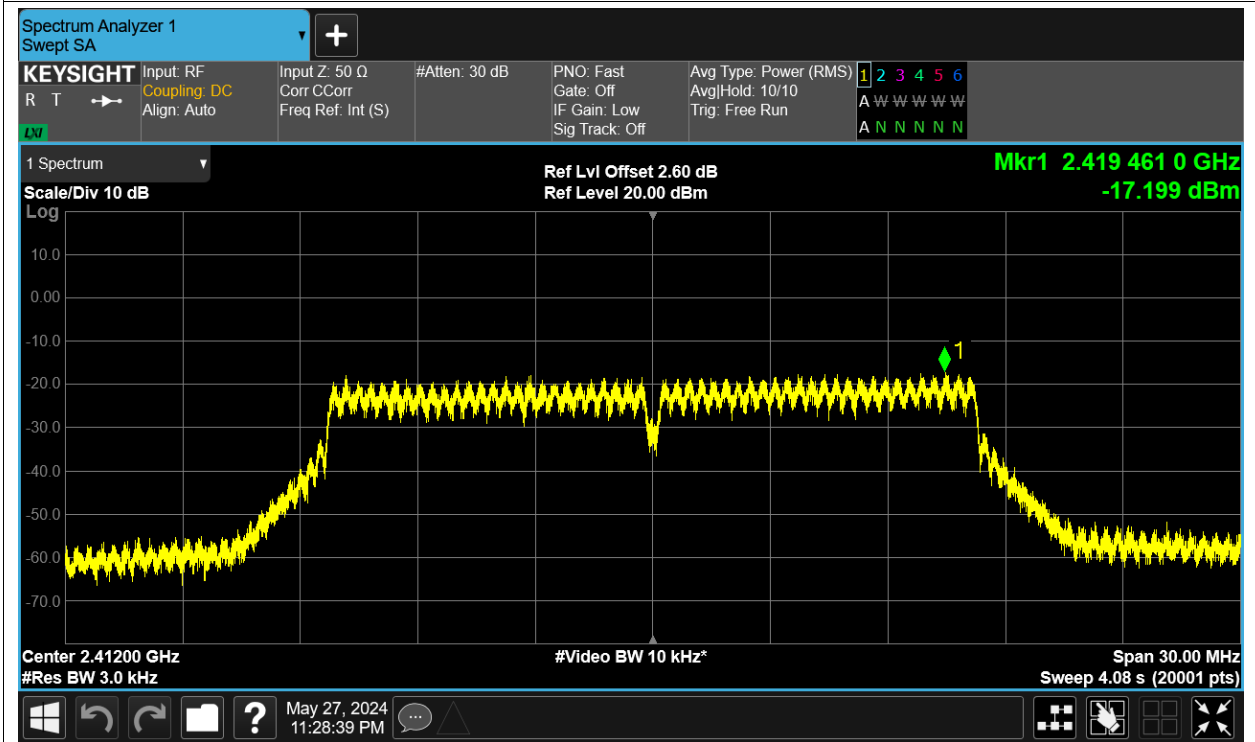 Spectrum Analyzer 1
Swept SA
+
KEYSIGHT
R T
LXI
Input: RF
Coupling: DC
Align: Auto
Input Z: 50 Ω
Corr CCorr
Freq Ref: Int (S)
#Atten: 30 dB
PNO: Fast
Gate: Off
IF Gain: Low
Sig Track: Off
Avg Type: Power (RMS)
Avg|Hold: 10/10
Trig: Free Run
1 2 3 4 5 6
A W W W W W
A N N N N N
1 Spectrum
Scale/Div 10 dB
Ref Lvl Offset 2.60 dB
Ref Level 20.00 dBm
Mkr1 2.419 461 0 GHz
-17.199 dBm
Log
10.0
0.00
-10.0
-20.0
-30.0
-40.0
-50.0
-60.0
-70.0
1
Center 2.41200 GHz
#Res BW 3.0 kHz
#Video BW 10 kHz*
Span 30.00 MHz
Sweep 4.08 s (20001 pts)
?
May 27, 2024
11:28:39 PM